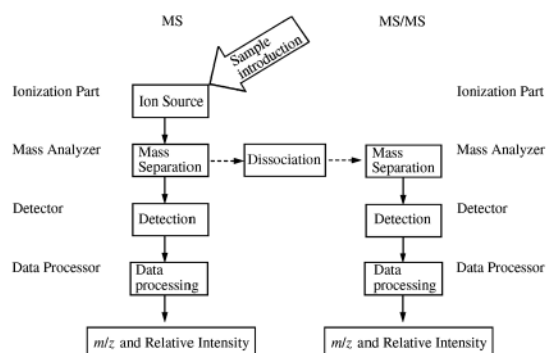 MS
MS/MS
Sample
introduction
Ionization Part
Ion Source
Ionization Part
Mass Analyzer
Mass
Separation
Dissociation
Mass
Separation
Mass Analyzer
Detector
Detection
Detection
Detector
Data Processor
Data
processing
Data
processing
Data Processor
m/z and Relative Intensity
m/z and Relative Intensity